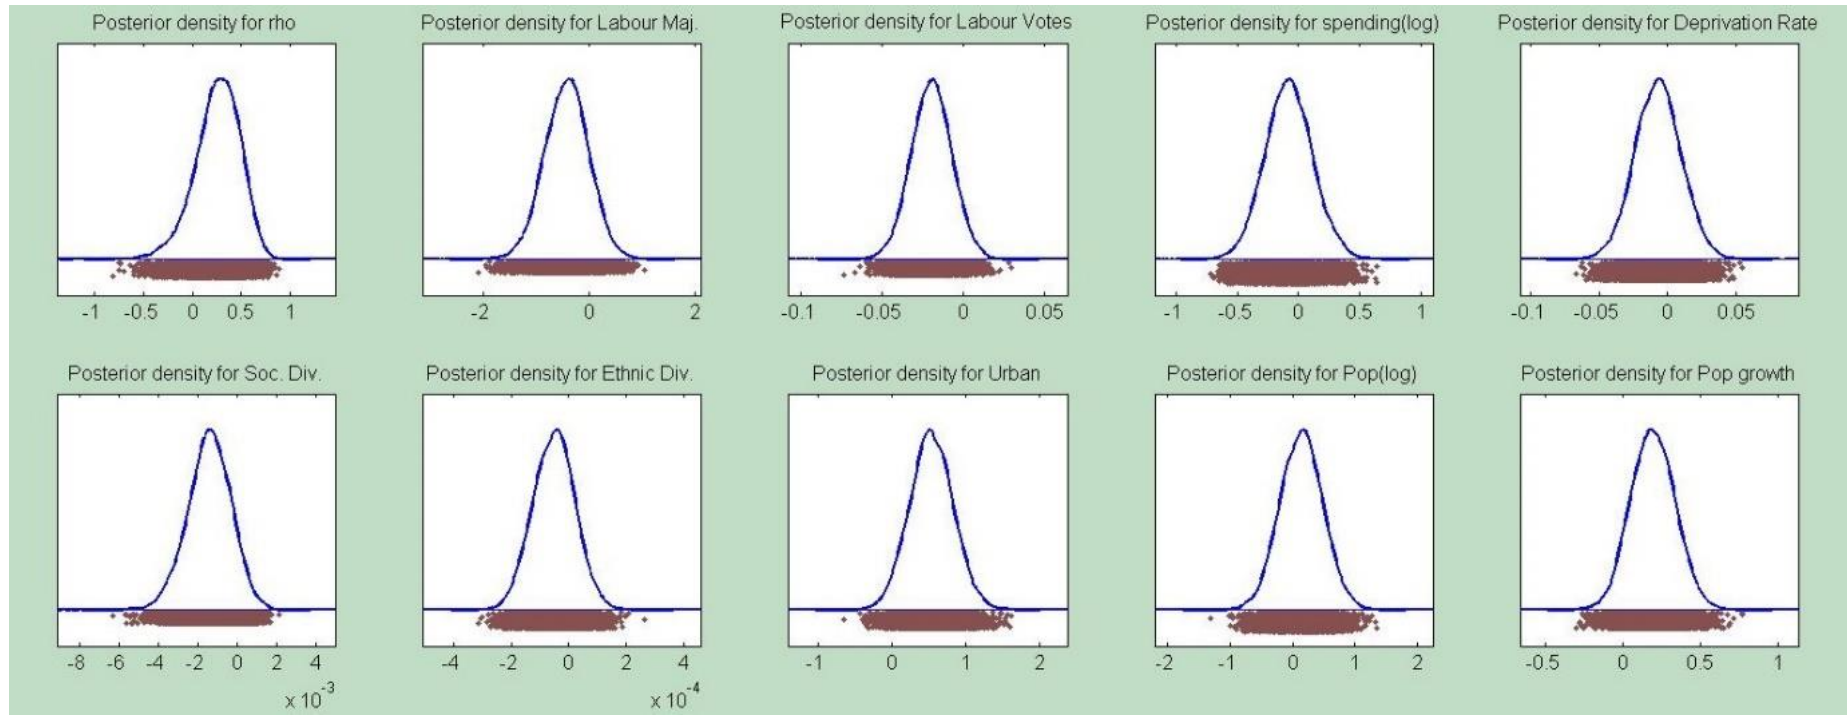 Posterior density for rho
Posterior density for Labour Maj.
Posterior density for Labour Votes
Posterior density for spending(log)
Posterior density for Deprivation Rate
-1 -0.5 0 0.5 1
-2 0 2
-0.1 -0.05 0 0.05
-1 -0.5 0 0.5 1
-0.1 -0.05 0 0.05
Posterior density for Soc. Div.
Posterior density for Ethnic Div.
Posterior density for Urban
Posterior density for Pop(log)
Posterior density for Pop growth
-8 -6 -4 -2 0 2 4
-4 -2 0 2 4
-1 0 1 2
-2 -1 0 1 2
-0.5 0 0.5 1
x 10^-3
x 10^-4